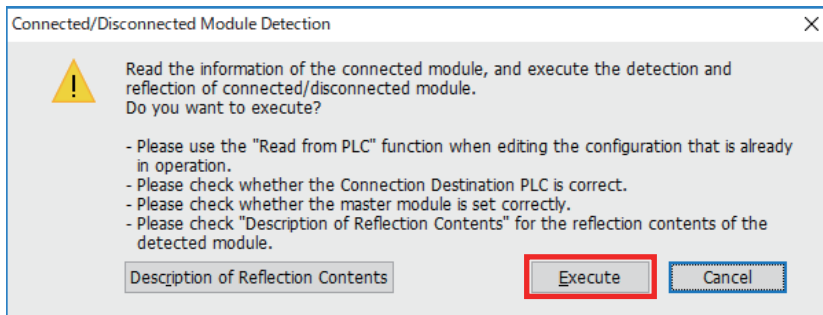 Connected/Disconnected Module Detection
Read the information of the connected module, and execute the detection and
reflection of connected/disconnected module.
Do you want to execute?
- Please use the "Read from PLC" function when editing the configuration that is already
in operation.
- Please check whether the Connection Destination PLC is correct.
- Please check whether the master module is set correctly.
- Please check "Description of Reflection Contents" for the reflection contents of the
detected module.
Description of Reflection Contents Execute Cancel